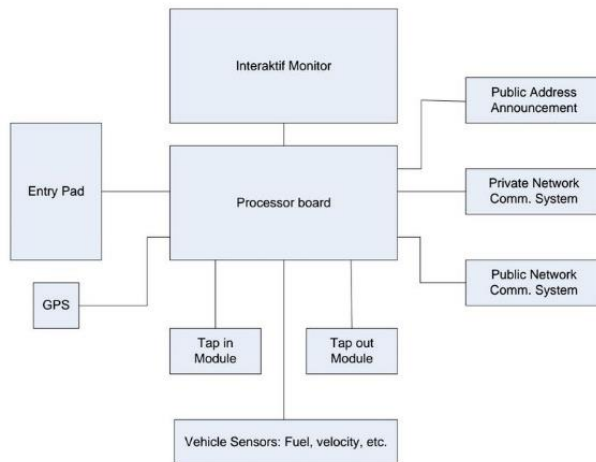 Interaktif Monitor
Public Address
Announcement
Entry Pad
Processor board
Private Network
Comm. System
GPS
Public Network
Comm. System
Tap in
Module
Tap out
Module
Vehicle Sensors: Fuel, velocity, etc.